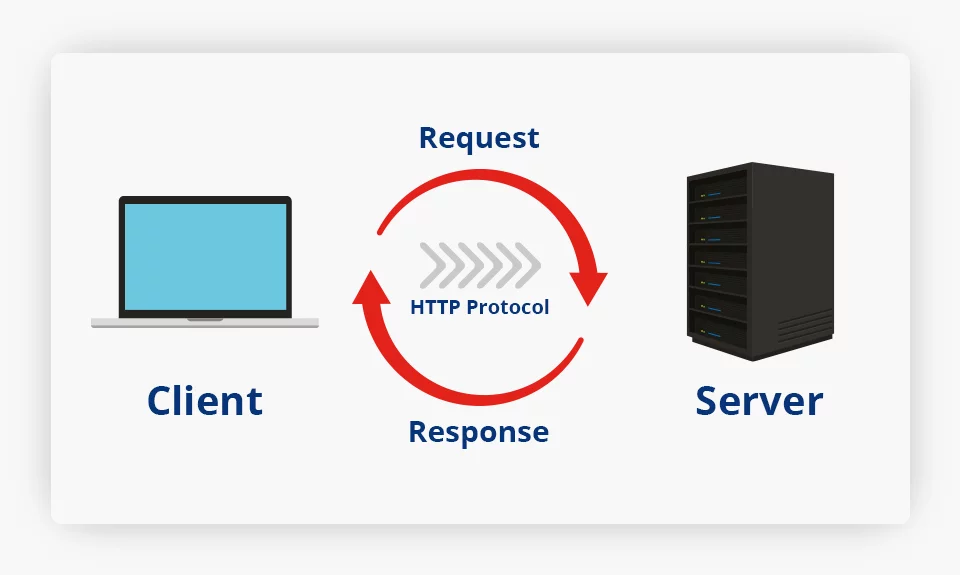 Request
HTTP Protocol
Client
Server
Response